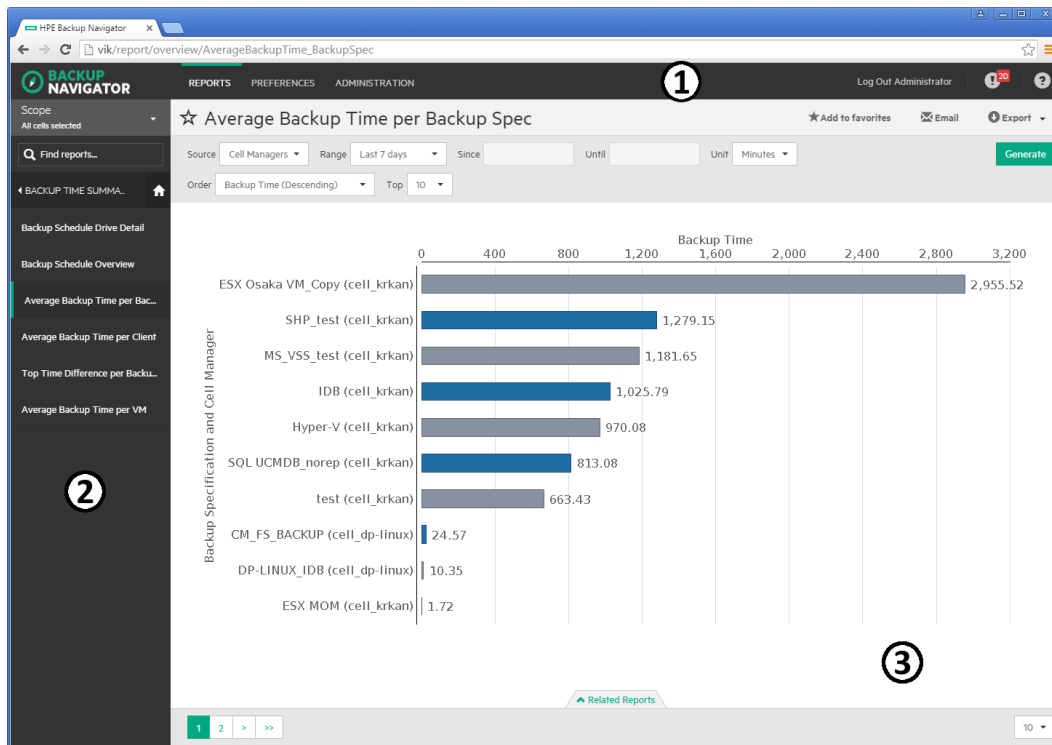 HPE Backup Navigator
vik/report/overview/AverageBackupTime_BackupSpec
BACKUP NAVIGATOR
REPORTS PREFERENCES ADMINISTRATION
1
Log Out Administrator
20
?
Scope
All cells selected
Find reports...
BACKUP TIME SUMMA..
Backup Schedule Drive Detail
Backup Schedule Overview
Average Backup Time per Bac...
Average Backup Time per Client
Top Time Difference per Backu...
Average Backup Time per VM
2
Average Backup Time per Backup Spec
Add to favorites Email Export
Source Cell Managers Range Last 7 days Since Until Unit Minutes Generate
Order Backup Time (Descending) Top 10
Backup Time
0 400 800 1,200 1,600 2,000 2,400 2,800 3,200
Backup Specification and Cell Manager
ESX Osaka VM_Copy (cell_krkan) 2,955.52
SHP_test (cell_krkan) 1,279.15
MS_VSS_test (cell_krkan) 1,181.65
IDB (cell_krkan) 1,025.79
Hyper-V (cell_krkan) 970.08
SQL UCMDB_norep (cell_krkan) 813.08
test (cell_krkan) 663.43
CM_FS_BACKUP (cell_dp-linux) 24.57
DP-LINUX_IDB (cell_dp-linux) 10.35
ESX MOM (cell_krkan) 1.72
3
Related Reports
1 2 > >>
10